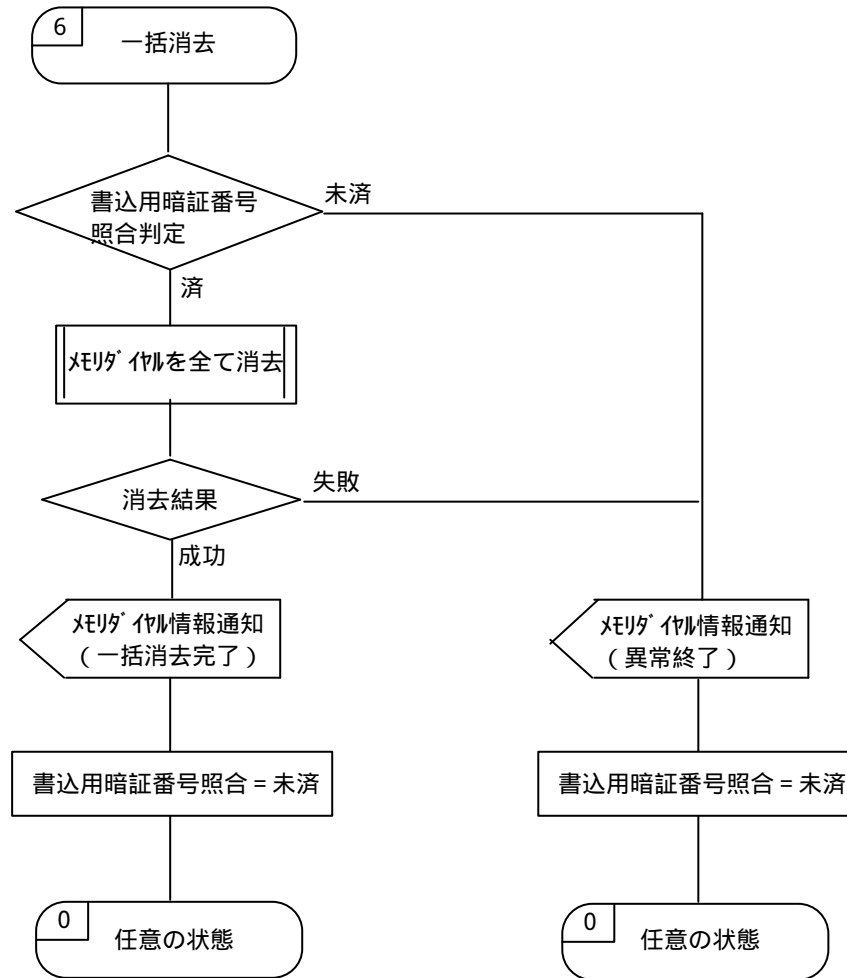 6
一括消去
書込用暗証番号
照合判定
未済
済
ﾒﾓﾘﾀﾞｲﾔﾙを全て消去
消去結果
失敗
成功
ﾒﾓﾘﾀﾞｲﾔﾙ情報通知
（一括消去完了）
ﾒﾓﾘﾀﾞｲﾔﾙ情報通知
（異常終了）
書込用暗証番号照合＝未済
書込用暗証番号照合＝未済
0
任意の状態
0
任意の状態